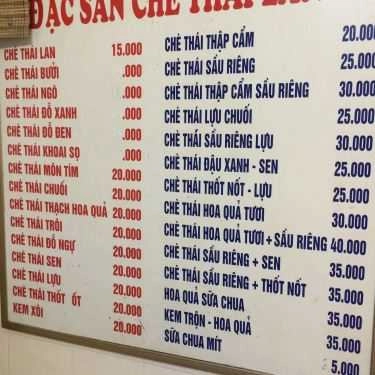 ĐẶC SẢN CHÈ THÁI
CHÈ THÁI LAN 15.000
CHÈ THÁI BƯỞI .000
CHÈ THÁI NGÔ .000
CHÈ THÁI ĐỖ XANH .000
CHÈ THÁI ĐỖ ĐEN .000
CHÈ THÁI KHOAI SỌ .000
CHÈ THÁI MÔN TÍM 20.000
CHÈ THÁI CHUỐI 20.000
CHÈ THÁI THẠCH HOA QUẢ 20.000
CHÈ THÁI TRÔI 20.000
CHÈ THÁI ĐỖ NGỰ 20.000
CHÈ THÁI SEN 20.000
CHÈ THÁI LỰU 20.000
CHÈ THÁI THỐT ỐT 20.000
KEM XÔI 20.000
CHÈ THÁI THẬP CẨM 20.000
CHÈ THÁI SẦU RIÊNG 25.000
CHÈ THÁI THẬP CẨM SẦU RIÊNG 30.000
CHÈ THÁI LỰU CHUỐI 25.000
CHÈ THÁI SẦU RIÊNG LỰU 30.000
CHÈ THÁI ĐẬU XANH - SEN 25.000
CHÈ THÁI THỐT NỐT - LỰU 25.000
CHÈ THÁI HOA QUẢ TƯƠI 30.000
CHÈ THÁI HOA QUẢ TƯƠI + SẦU RIÊNG 40.000
CHÈ THÁI SẦU RIÊNG + SEN 35.000
CHÈ THÁI SẦU RIÊNG + THỐT NỐT 35.000
HOA QUẢ SỮA CHUA 35.000
KEM TRỘN - HOA QUẢ 35.000
SỮA CHUA MÍT 5.000